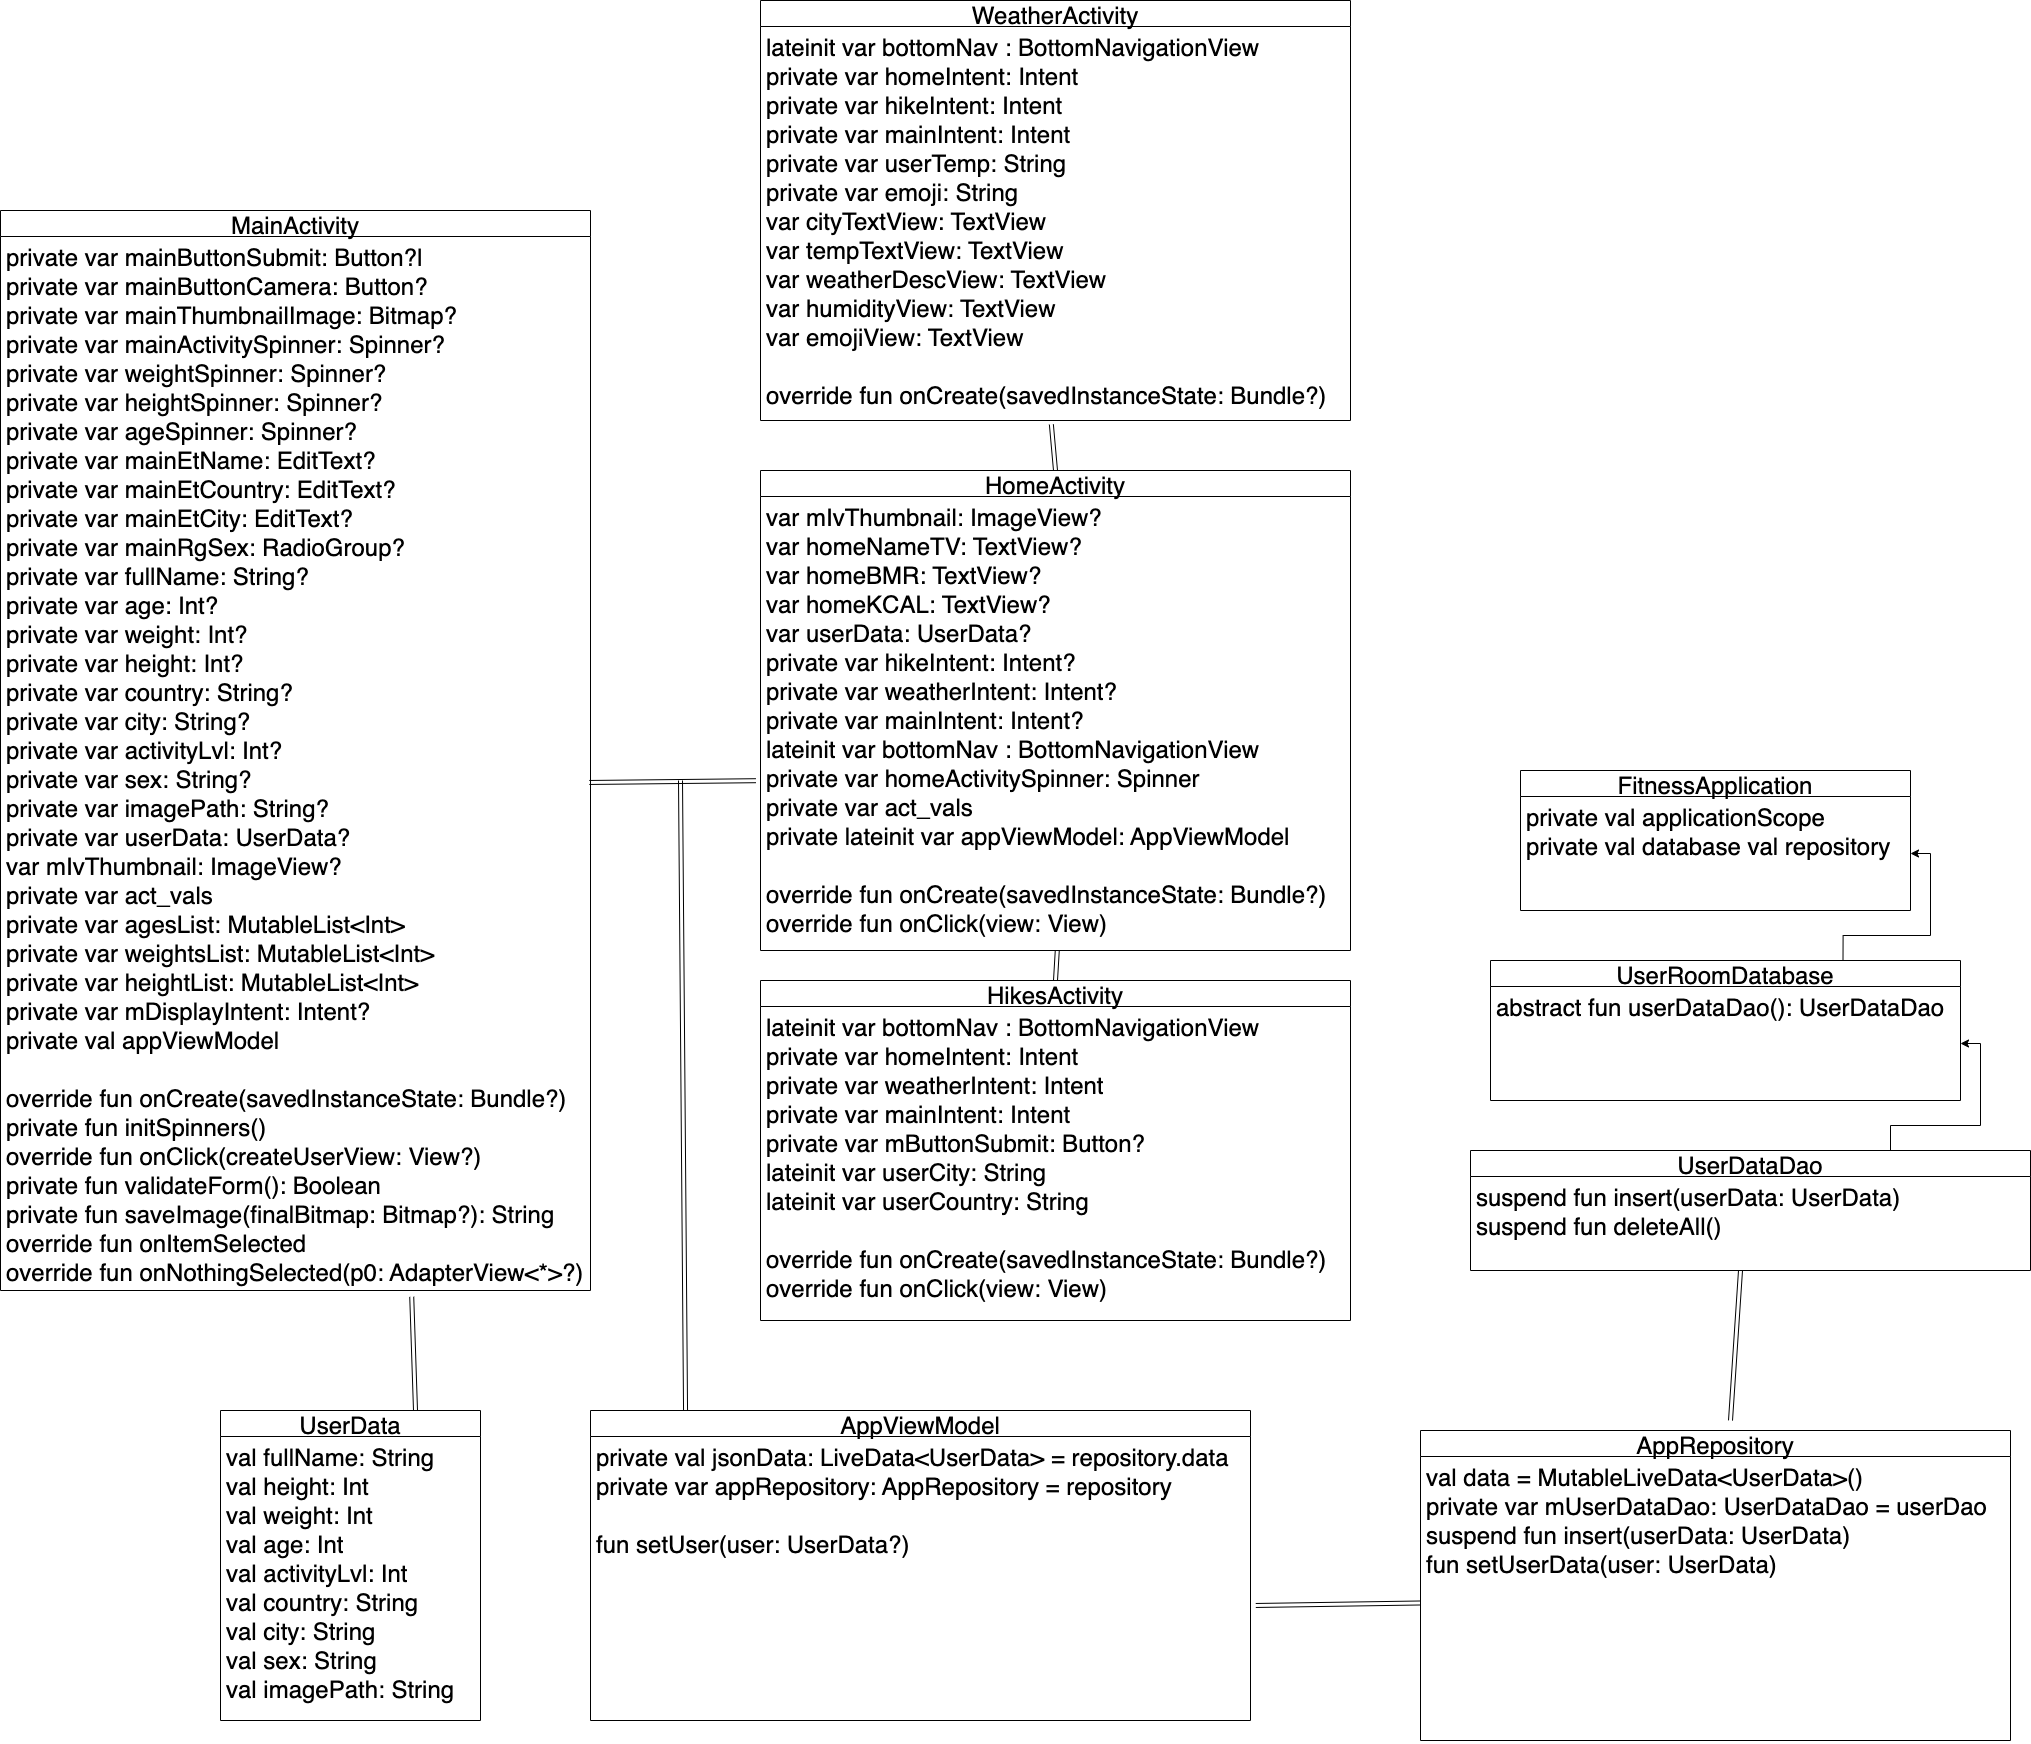 WeatherActivity
lateinit var bottomNav : BottomNavigationView
private var homeIntent: Intent
private var hikeIntent: Intent
private var mainIntent: Intent
private var userTemp: String
private var emoji: String
var cityTextView: TextView
var tempTextView: TextView
var weatherDescView: TextView
var humidityView: TextView
var emojiView: TextView
override fun onCreate(savedInstanceState: Bundle?)
MainActivity
private var mainButtonSubmit: Button?l
private var mainButtonCamera: Button?
private var mainThumbnailImage: Bitmap?
private var mainActivitySpinner: Spinner?
private var weightSpinner: Spinner?
private var heightSpinner: Spinner?
private var ageSpinner: Spinner?
private var mainEtName: EditText?
private var mainEtCountry: EditText?
private var mainEtCity: EditText?
private var mainRgSex: RadioGroup?
private var fullName: String?
private var age: Int?
private var weight: Int?
private var height: Int?
private var country: String?
private var city: String?
private var activityLvl: Int?
private var sex: String?
private var imagePath: String?
private var userData: UserData?
var mIvThumbnail: ImageView?
private var act_vals
private var agesList: MutableList<Int>
private var weightsList: MutableList<Int>
private var heightList: MutableList<Int>
private var mDisplayIntent: Intent?
private val appViewModel
override fun onCreate(savedInstanceState: Bundle?)
private fun initSpinners()
override fun onClick(createUserView: View?)
private fun validateForm(): Boolean
private fun saveImage(finalBitmap: Bitmap?): String
override fun onItemSelected
override fun onNothingSelected(p0: AdapterView<*>?)
HomeActivity
var mIvThumbnail: ImageView?
var homeNameTV: TextView?
var homeBMR: TextView?
var homeKCAL: TextView?
var userData: UserData?
private var hikeIntent: Intent?
private var weatherIntent: Intent?
private var mainIntent: Intent?
lateinit var bottomNav : BottomNavigationView
private var homeActivitySpinner: Spinner
private var act_vals
private lateinit var appViewModel: AppViewModel
override fun onCreate(savedInstanceState: Bundle?)
override fun onClick(view: View)
HikesActivity
lateinit var bottomNav : BottomNavigationView
private var homeIntent: Intent
private var weatherIntent: Intent
private var mainIntent: Intent
private var mButtonSubmit: Button?
lateinit var userCity: String
lateinit var userCountry: String
override fun onCreate(savedInstanceState: Bundle?)
override fun onClick(view: View)
FitnessApplication
private val applicationScope
private val database val repository
UserRoomDatabase
abstract fun userDataDao(): UserDataDao
UserDataDao
suspend fun insert(userData: UserData)
suspend fun deleteAll()
UserData
val fullName: String
val height: Int
val weight: Int
val age: Int
val activityLvl: Int
val country: String
val city: String
val sex: String
val imagePath: String
AppViewModel
private val jsonData: LiveData<UserData> = repository.data
private var appRepository: AppRepository = repository
fun setUser(user: UserData?)
AppRepository
val data = MutableLiveData<UserData>()
private var mUserDataDao: UserDataDao = userDao
suspend fun insert(userData: UserData)
fun setUserData(user: UserData)